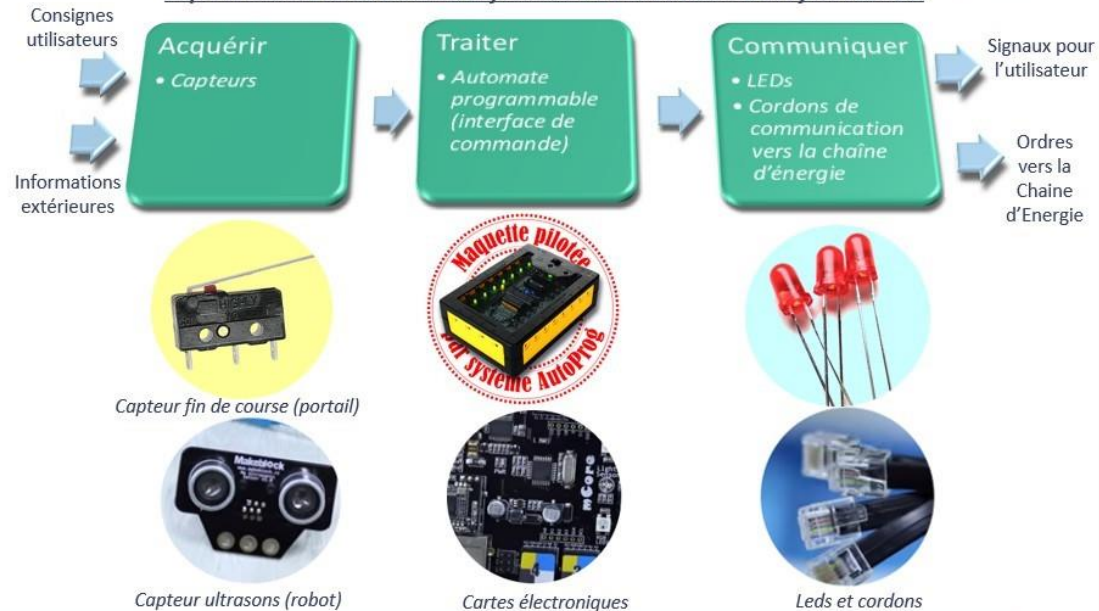 Consignes
utilisateurs
Informations
extérieures
Acquérir
• Capteurs
Traiter
• Automate
programmable
(interface de
commande)
Communiquer
• LEDs
• Cordons de
communication
vers la chaîne
d'énergie
Signaux pour
l'utilisateur
Ordres
vers la
Chaine
d'Energie
Maquette pilotée
par système AutoProg
Capteur fin de course (portail)
Makeblock
mCore
Capteur ultrasons (robot)
Cartes électroniques
Leds et cordons